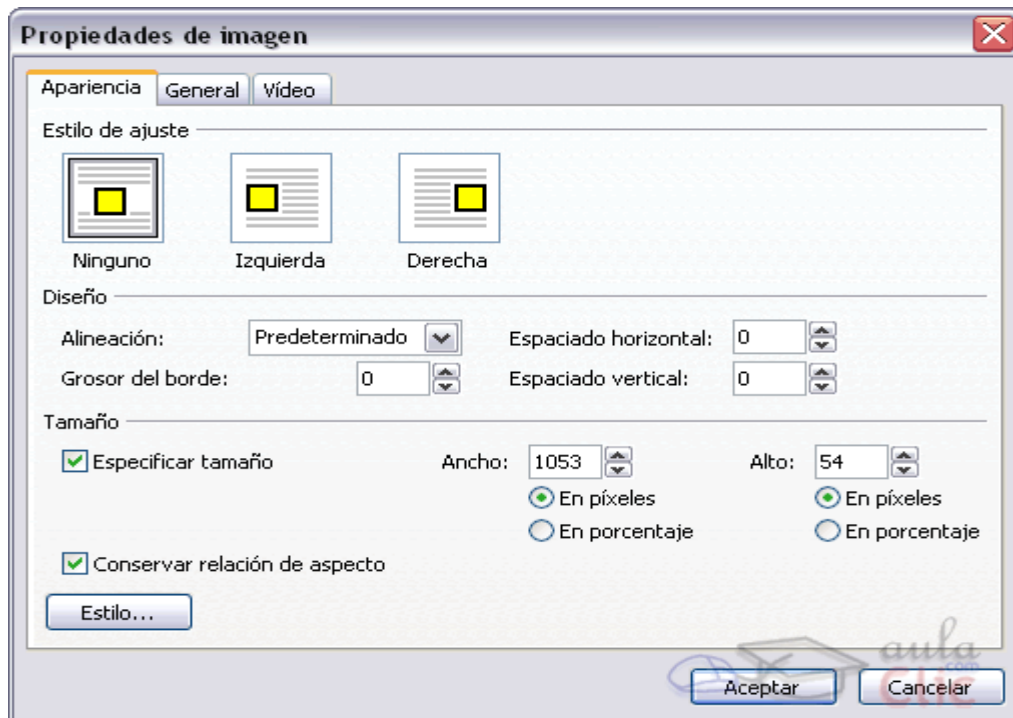 Propiedades de imagen
Apariencia General Vídeo
Estilo de ajuste
Ninguno Izquierda Derecha
Diseño
Alineación: Predeterminado Espaciado horizontal: 0
Grosor del borde: 0 Espaciado vertical: 0
Tamaño
Especificar tamaño Ancho: 1053 Alto: 54
En píxeles En píxeles
En porcentaje En porcentaje
Conservar relación de aspecto
Estilo...
aula
.com
Clic
Aceptar Cancelar